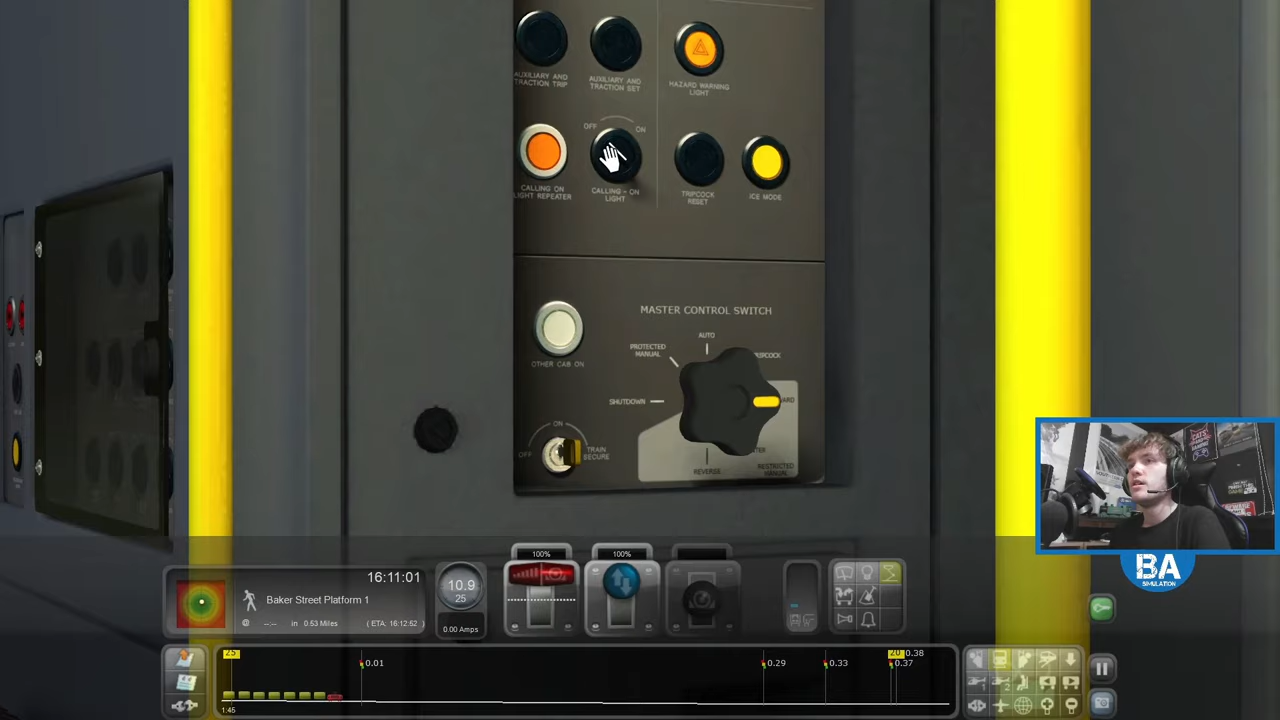 AUXILIARY AND TRACTION TRIP
AUXILIARY AND TRACTION SET
HAZARD WARNING LIGHT
OFF
ON
CALLING ON LIGHT REPEATER
CALLING - ON LIGHT
TRIPCOCK RESET
ICE MODE
MASTER CONTROL SWITCH
AUTO
PROTECTED MANUAL
SHUTDOWN
OTHER CAB ON
ON
OFF
TRAIN SECURE
REVERSE
RESTRICTED MANUAL
16:11:01
Baker Street Platform 1
@ --:-- in 0.53 Miles ( ETA: 16:12:52 )
10.9
25
0.00 Amps
100%
100%
25
0.01
0.29
0.33
20
0.38
0.37
1:45
1
2
BA
SIMULATION